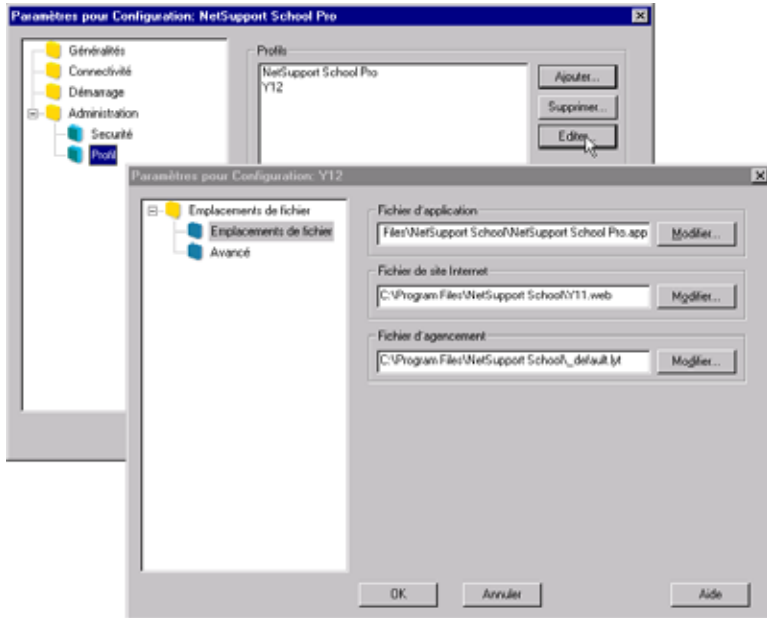 Paramètres pour Configuration: NetSupport School Pro
Généralités
Connectivité
Démarrage
Administration
Securité
Profil
Profils
NetSupport School Pro
Y12
Ajouter...
Supprimer...
Editer...
Paramètres pour Configuration: Y12
Emplacements de fichier
Emplacements de fichier
Avancé
Fichier d'application
Files\NetSupport School\NetSupport School Pro.app
Modifier...
Fichier de site Internet
C:\Program Files\NetSupport School\Y11.web
Modifier...
Fichier d'agencement
C:\Program Files\NetSupport School\_default.lyt
Modifier...
OK
Annuler
Aide